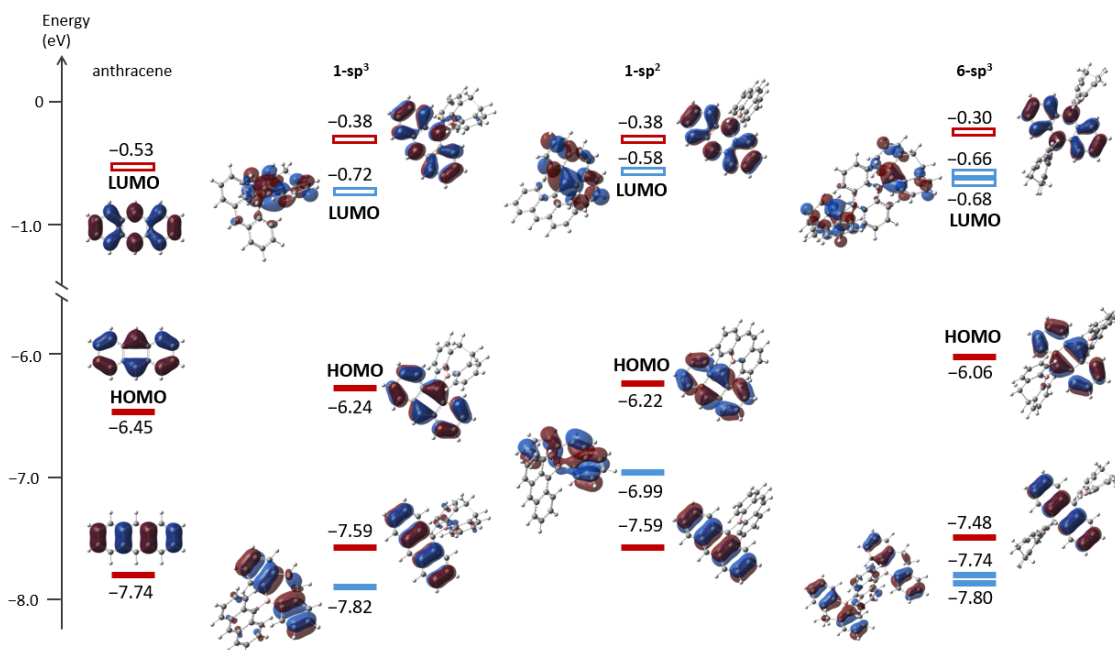 Energy
(eV)
anthracene
1-sp³
1-sp²
6-sp³
0
−1.0
−6.0
−7.0
−8.0
−0.53
LUMO
HOMO
−6.45
−7.74
−0.38
−0.72
LUMO
HOMO
−6.24
−7.59
−7.82
−0.38
−0.58
LUMO
HOMO
−6.22
−6.99
−7.59
−0.30
−0.66
−0.68
LUMO
HOMO
−6.06
−7.48
−7.74
−7.80